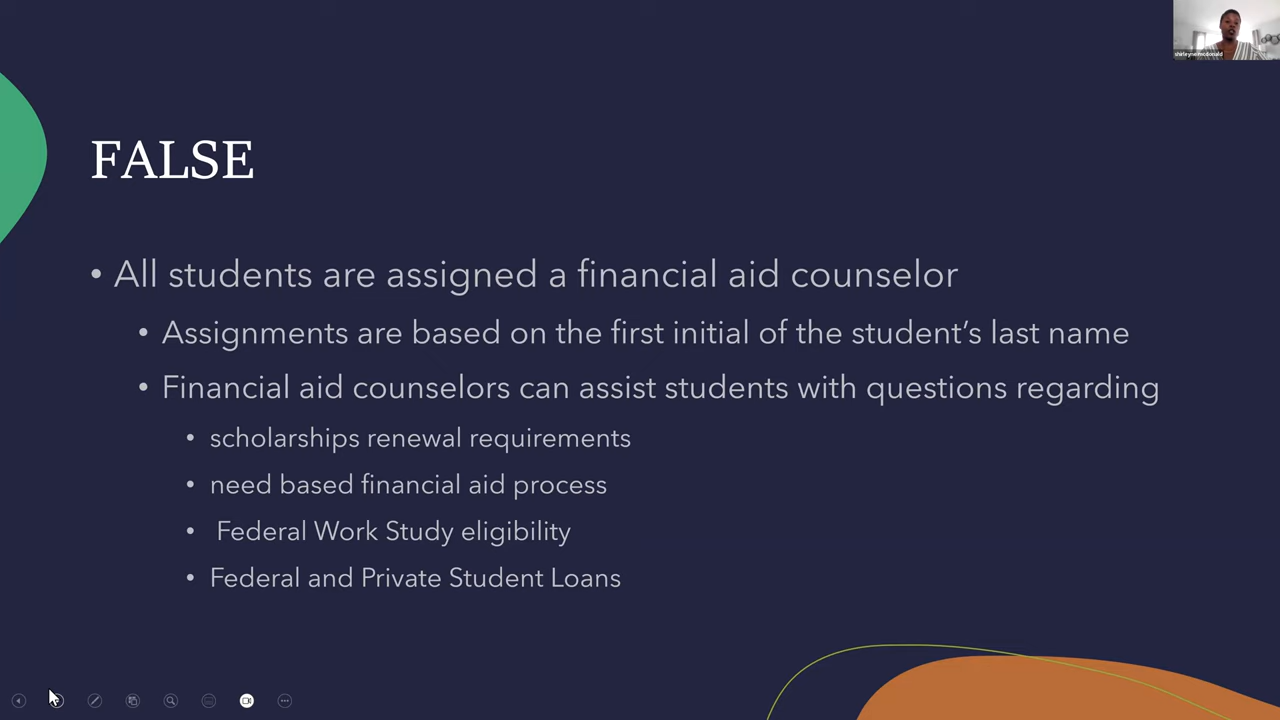 FALSE
• All students are assigned a financial aid counselor
• Assignments are based on the first initial of the student’s last name
• Financial aid counselors can assist students with questions regarding
• scholarships renewal requirements
• need based financial aid process
• Federal Work Study eligibility
• Federal and Private Student Loans